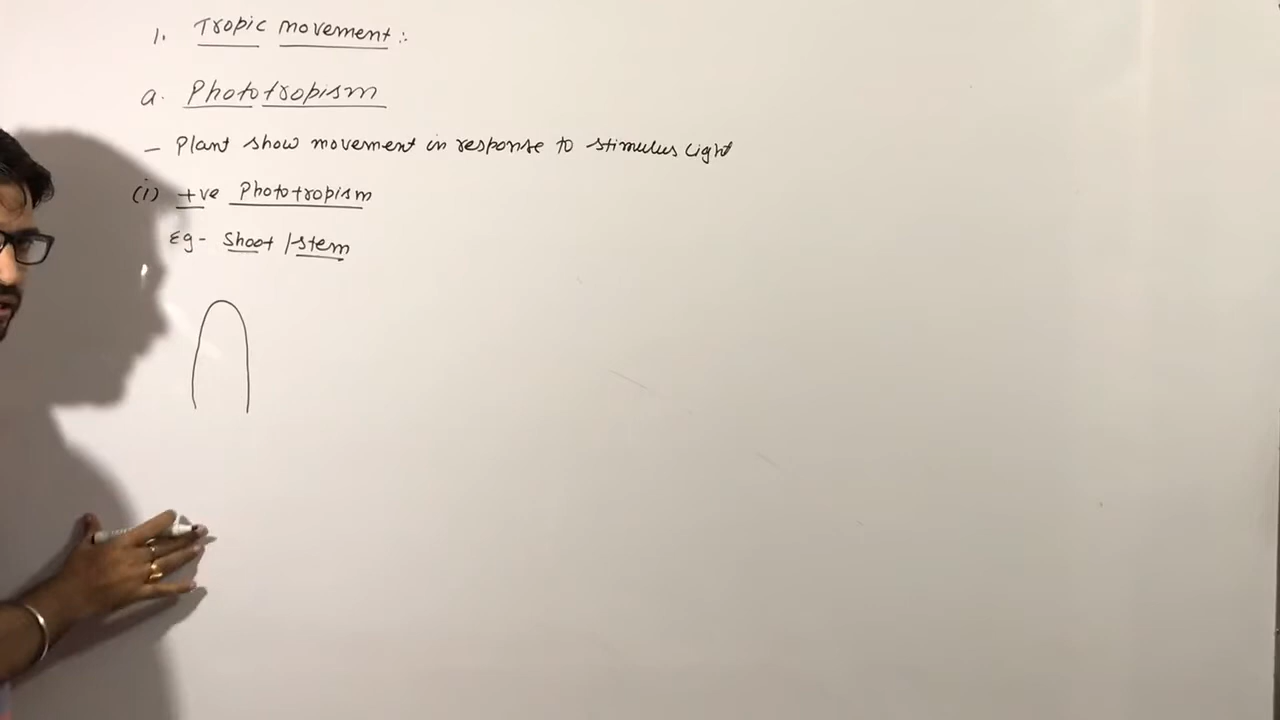 1. Tropic movement :-
a. Phototropism
- Plant show movement in response to stimulus light
(i) +ve Phototropism
Eg- Shoot / stem